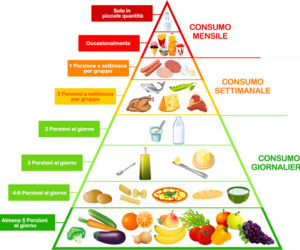 Solo in
piccole quantità
CONSUMO
MENSILE
Occasionalmente
1 Porzione a settimana
per gruppo
CONSUMO
SETTIMANALE
3 Porzioni a settimana
per gruppo
2 Porzioni al giorno
CONSUMO
GIORNALIER
3 Porzioni al giorno
4-6 Porzioni al giorno
Almeno 5 Porzioni
al giorno